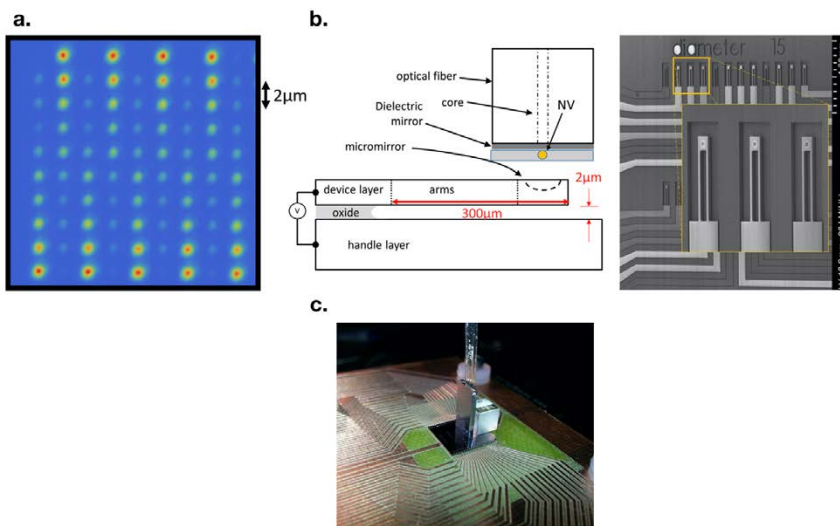 a.
2μm
b.
optical fiber
core
NV
Dielectric
mirror
micromirror
device layer
arms
2μm
V
oxide
300μm
handle layer
diameter 15
c.